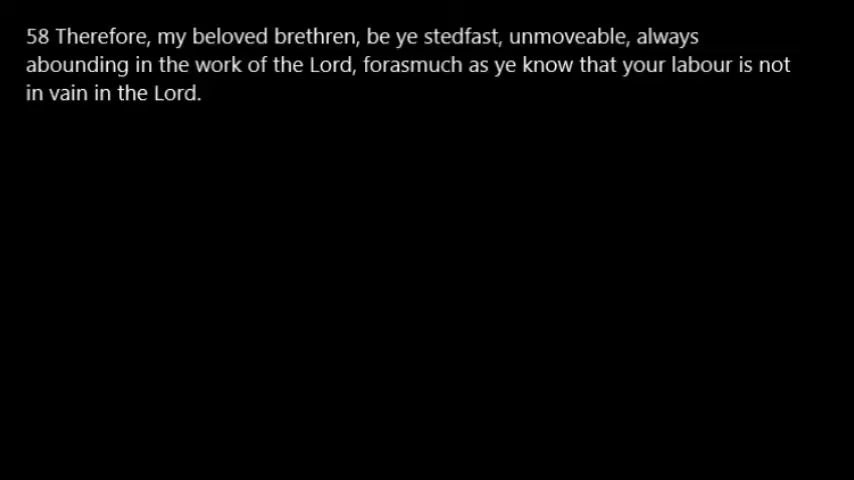 58 Therefore, my beloved brethren, be ye stedfast, unmoveable, always
abounding in the work of the Lord, forasmuch as ye know that your labour is not
in vain in the Lord.